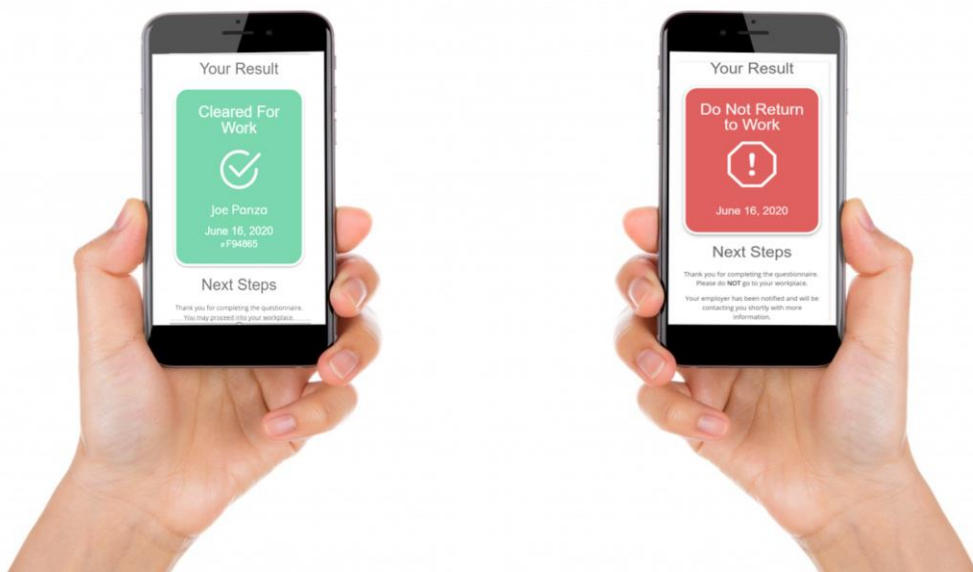 Your Result
Cleared For
Work
Joe Panza
June 16, 2020
#F94865
Next Steps
Thank you for completing the questionnaire.
You may proceed into your workplace.
Your Result
Do Not Return
to Work
!
June 16, 2020
Next Steps
Thank you for completing the questionnaire.
Please do NOT go to your workplace.
Your employer has been notified and will be
contacting you shortly with more
information.